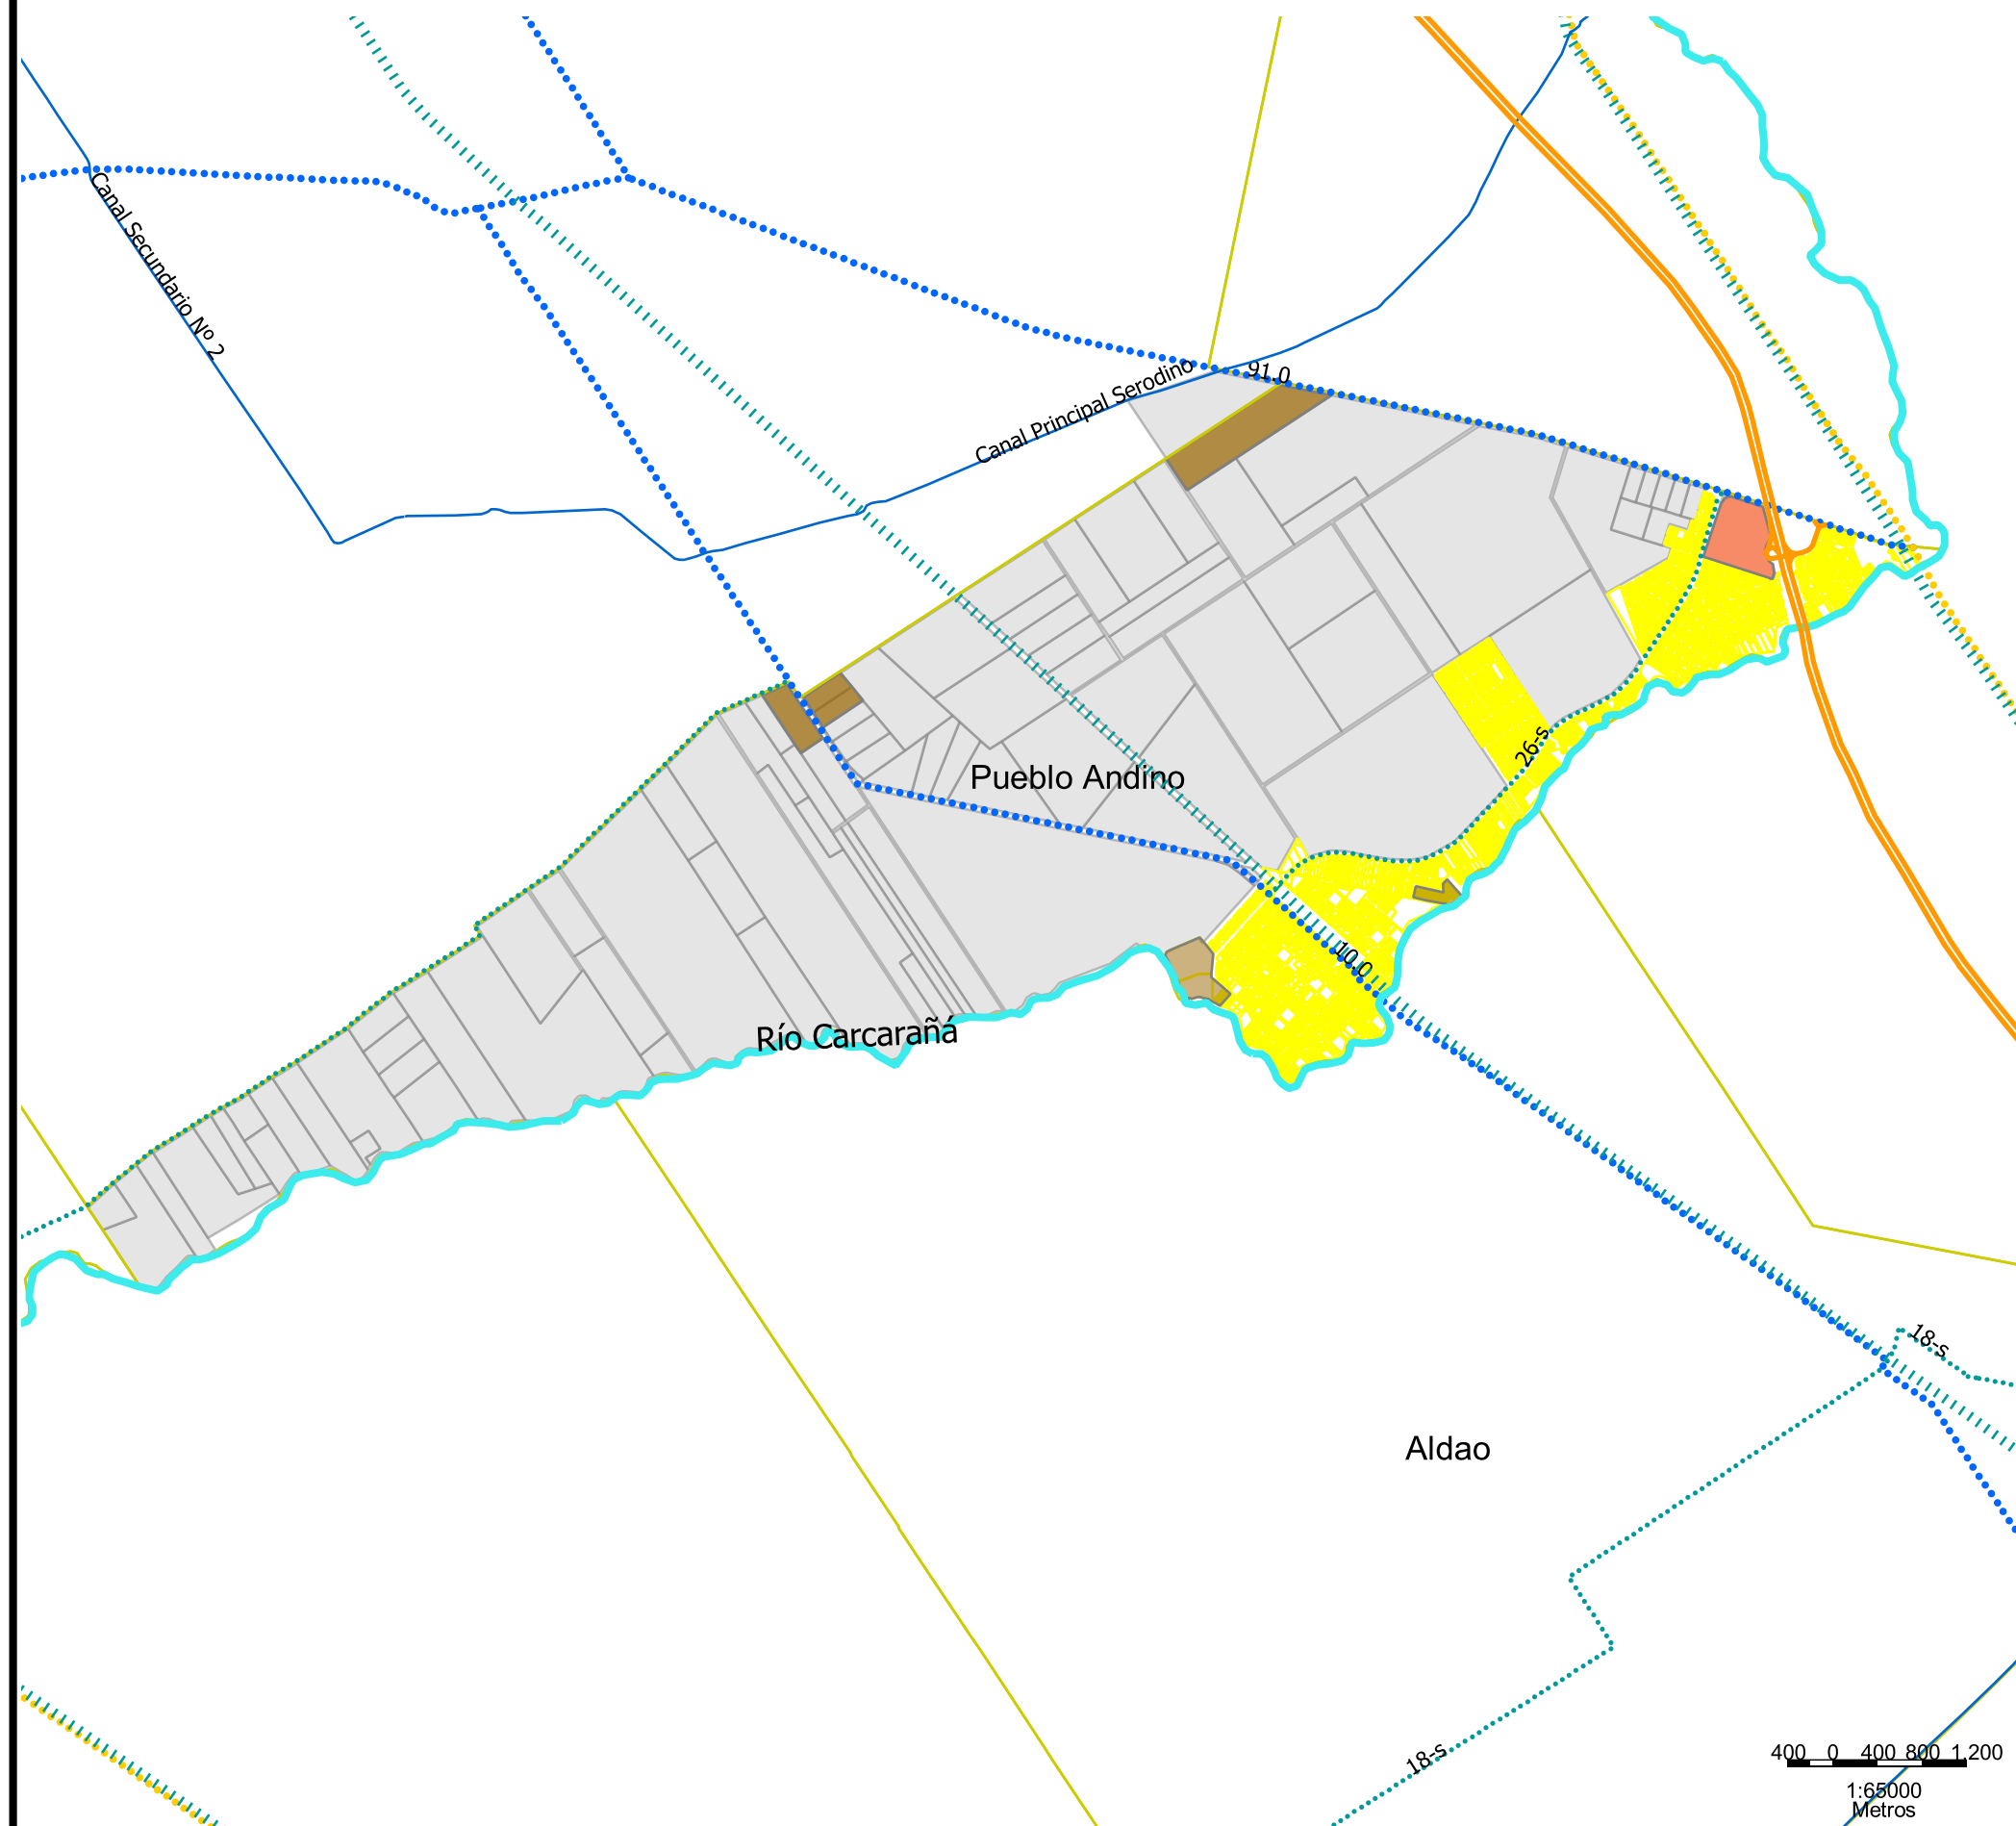 Canal Secundario Nº 2
Canal Principal Serodino
91.0
26-s
Pueblo Andino
10.0
Río Carcarañá
18-s
Aldao
18-s
400 0 400 800 1.200
1:65000
Metros